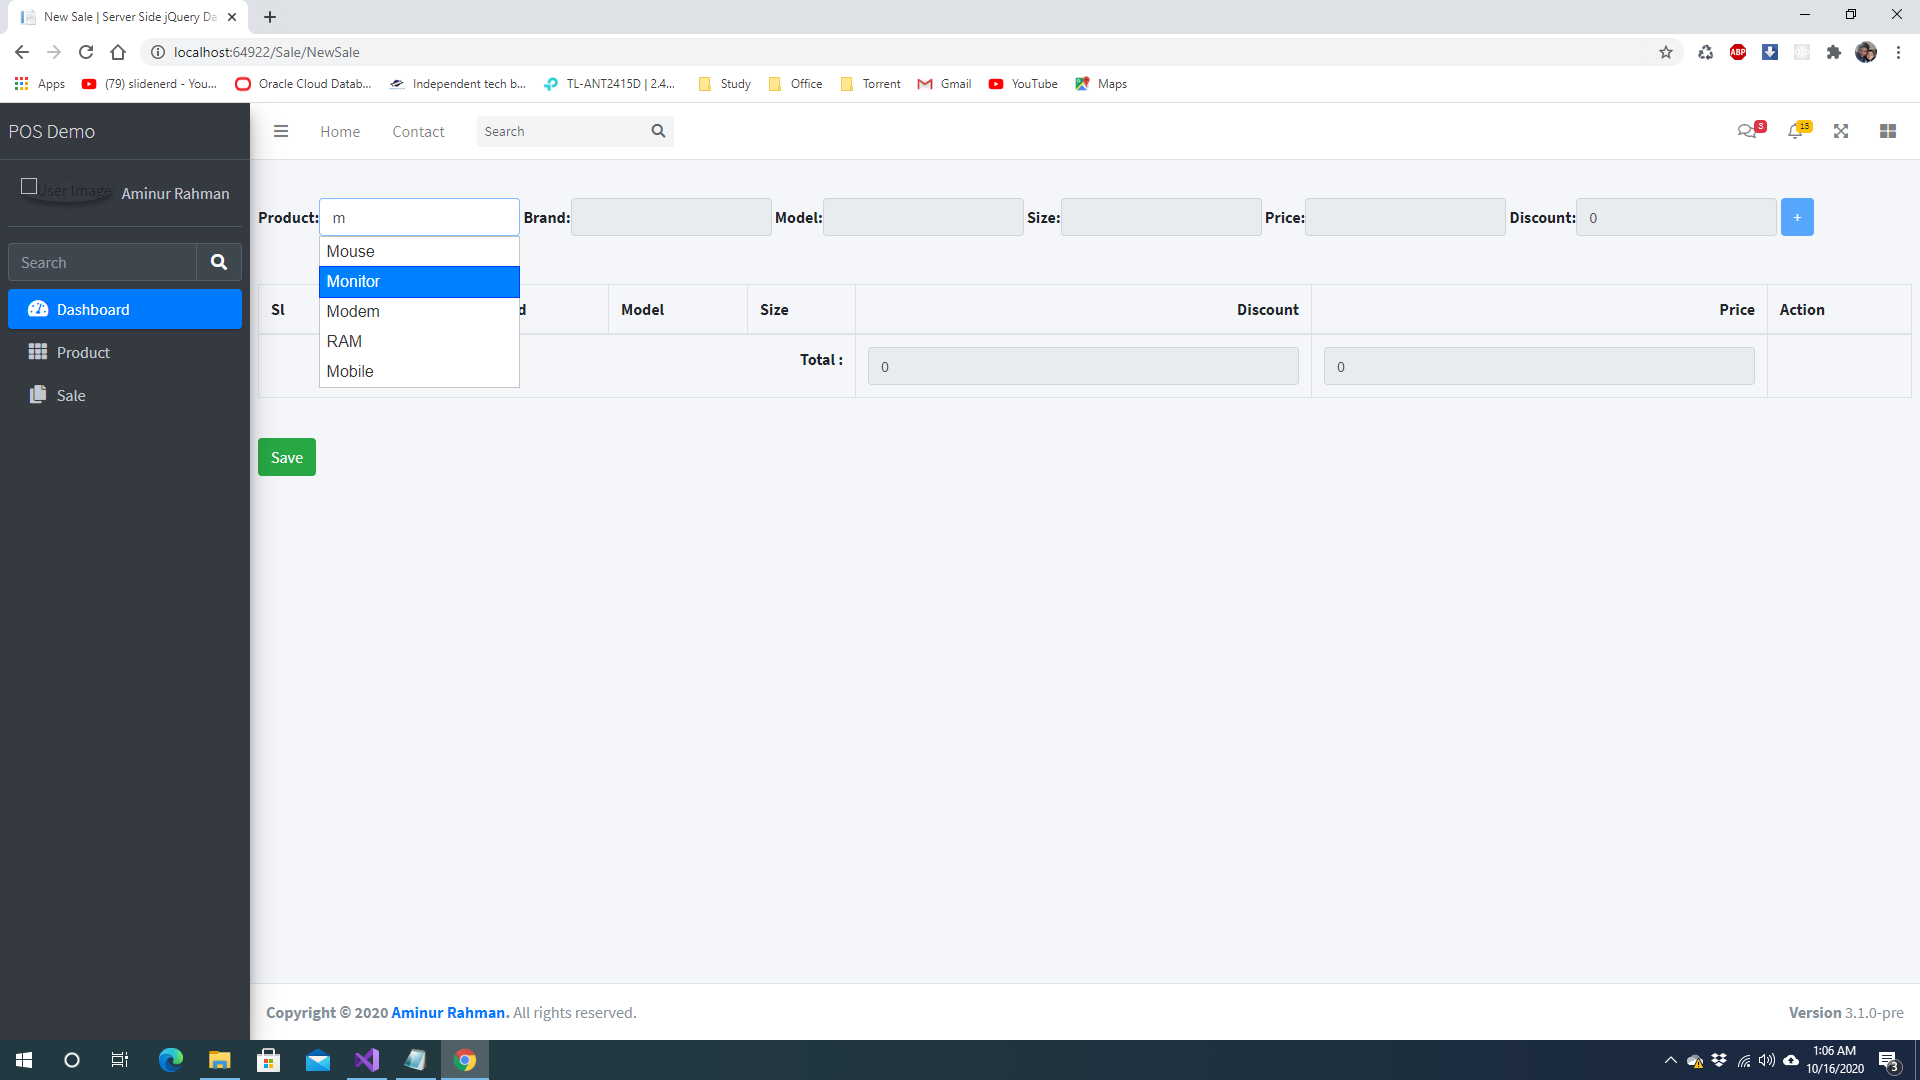 New Sale | Server Side jQuery Da
localhost:64922/Sale/NewSale
ABP
Apps
(79) slidenerd - You...
Oracle Cloud Datab...
Independent tech b...
TL-ANT2415D | 2.4...
Study
Office
Torrent
Gmail
YouTube
Maps
POS Demo
Home
Contact
Search
3
15
User Image
Aminur Rahman
Search
Dashboard
Product
Sale
Product: m
Brand:
Model:
Size:
Price:
Discount: 0
+
Mouse
Monitor
Modem
RAM
Mobile
Sl
d
Model
Size
Discount
Price
Action
Total :
0
0
Save
Copyright © 2020 Aminur Rahman. All rights reserved.
Version 3.1.0-pre
1:06 AM
10/16/2020
3